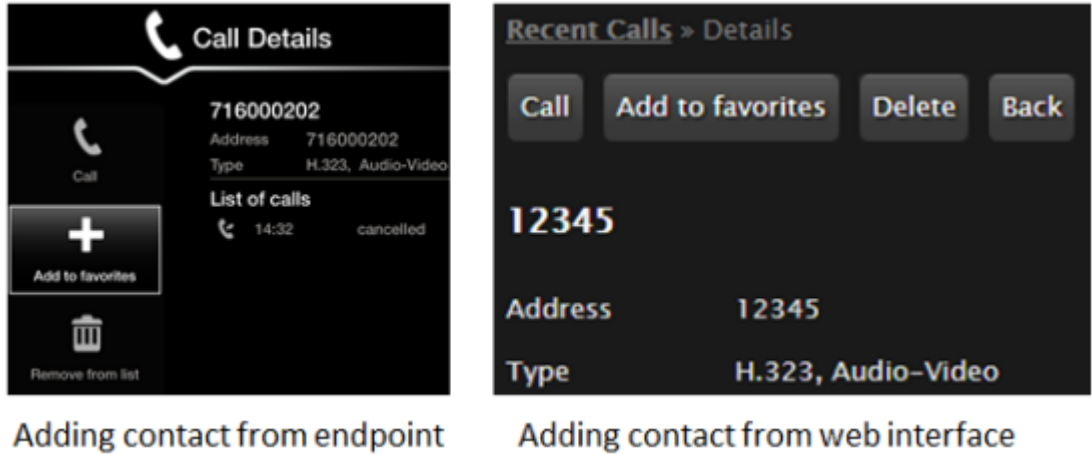 Call Details
716000202
Address 716000202
Type H.323, Audio-Video
Call
List of calls
14:32 cancelled
Add to favorites
Remove from list
Recent Calls » Details
Call Add to favorites Delete Back
12345
Address 12345
Type H.323, Audio-Video
Adding contact from endpoint
Adding contact from web interface